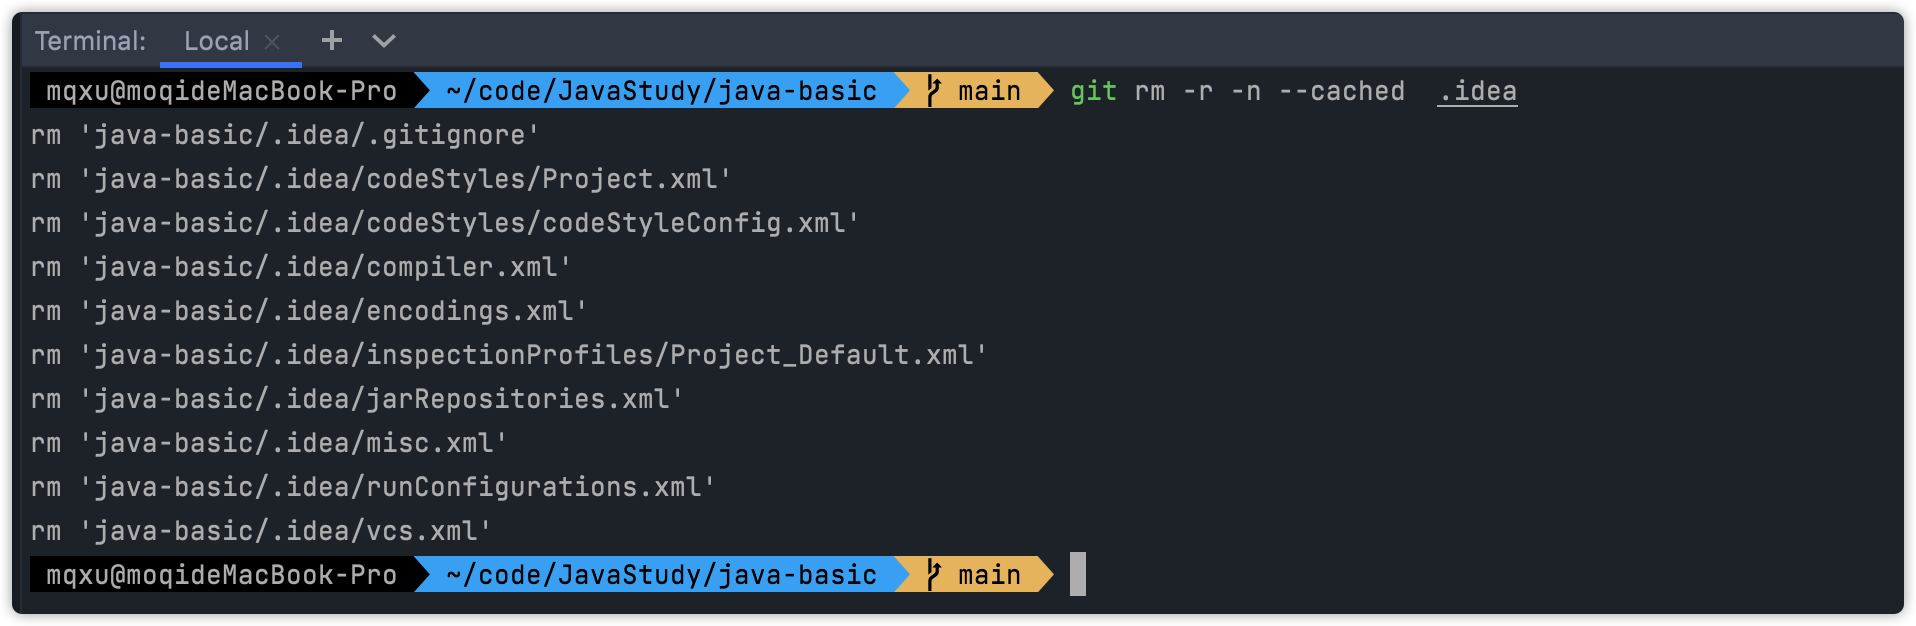 Terminal: Local × + 
mqxu@moqideMacBook-Pro ~/code/JavaStudy/java-basic main git rm -r -n --cached  .idea
rm 'java-basic/.idea/.gitignore'
rm 'java-basic/.idea/codeStyles/Project.xml'
rm 'java-basic/.idea/codeStyles/codeStyleConfig.xml'
rm 'java-basic/.idea/compiler.xml'
rm 'java-basic/.idea/encodings.xml'
rm 'java-basic/.idea/inspectionProfiles/Project_Default.xml'
rm 'java-basic/.idea/jarRepositories.xml'
rm 'java-basic/.idea/misc.xml'
rm 'java-basic/.idea/runConfigurations.xml'
rm 'java-basic/.idea/vcs.xml'
mqxu@moqideMacBook-Pro ~/code/JavaStudy/java-basic main